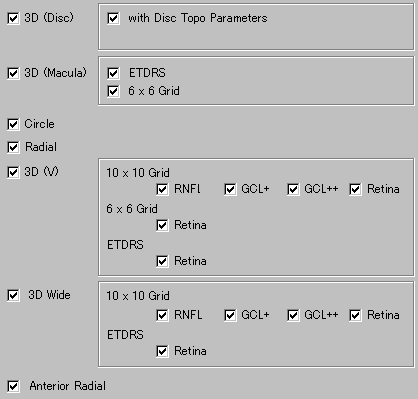 3D (Disc) with Disc Topo Parameters
3D (Macula) ETDRS
6 x 6 Grid
Circle
Radial
3D (V) 10 x 10 Grid
RNFL GCL+ GCL++ Retina
6 x 6 Grid
Retina
ETDRS
Retina
3D Wide 10 x 10 Grid
RNFL GCL+ GCL++ Retina
ETDRS
Retina
Anterior Radial